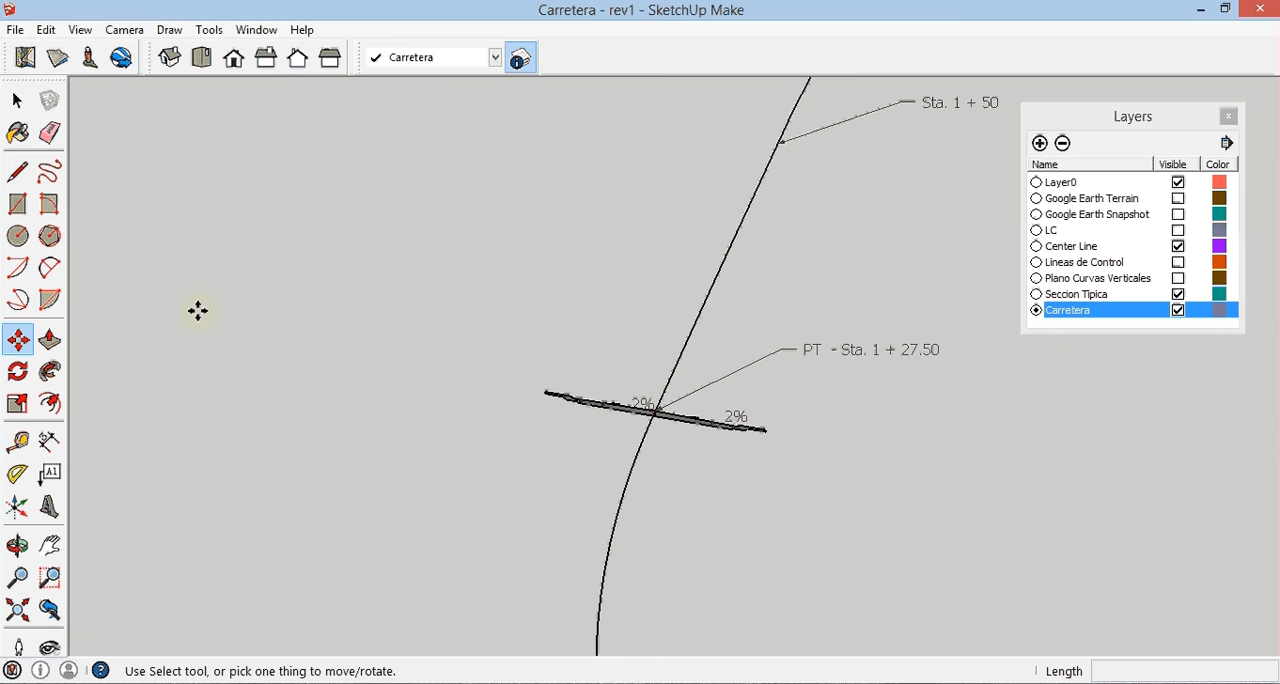 Carretera - rev1 - SketchUp Make
File Edit View Camera Draw Tools Window Help
Carretera
Sta. 1 + 50
Layers
Name Visible Color
Layer0
Google Earth Terrain
Google Earth Snapshot
LC
Center Line
Lineas de Control
Plano Curvas Verticales
Seccion Tipica
Carretera
PT - Sta. 1 + 27.50
2%
2%
A1
Use Select tool, or pick one thing to move/rotate.
Length